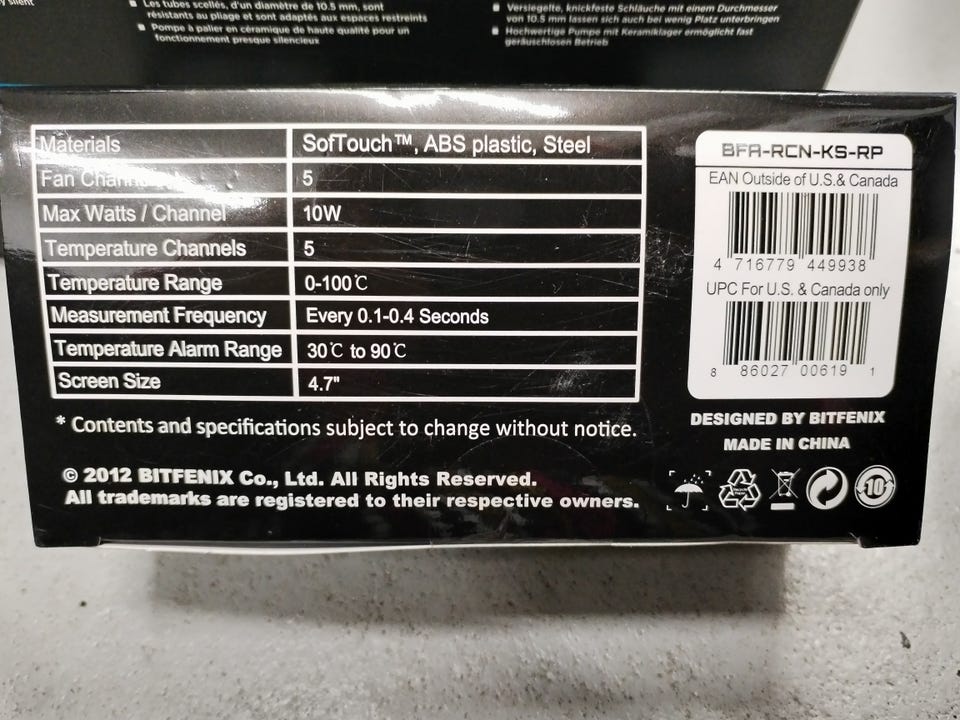 y silent
Les tubes scellés, d'un diamètre de 10.5 mm, sont
résistants au pliage et sont adaptés aux espaces restreints
Pompe à palier en céramique de haute qualité pour un
fonctionnement presque silencieux
Versiegelte, knickfeste Schläuche mit einem Durchmesser
von 10.5 mm lassen sich auch bei wenig Platz unterbringen
Hochwertige Pumpe mit Keramiklager ermöglicht fast
geräuschlosen Betrieb
Materials SofTouch™, ABS plastic, Steel
Fan 5
Max Watts / Channel 10W
Temperature Channels 5
Temperature Range 0-100℃
Measurement Frequency Every 0.1-0.4 Seconds
Temperature Alarm Range 30℃ to 90℃
Screen Size 4.7"
* Contents and specifications subject to change without notice.
© 2012 BITFENIX Co., Ltd. All Rights Reserved.
All trademarks are registered to their respective owners.
BFA-RCN-KS-RP
EAN Outside of U.S.& Canada
4 716779 449938
UPC For U.S. & Canada only
8 86027 00619 1
DESIGNED BY BITFENIX
MADE IN CHINA
10